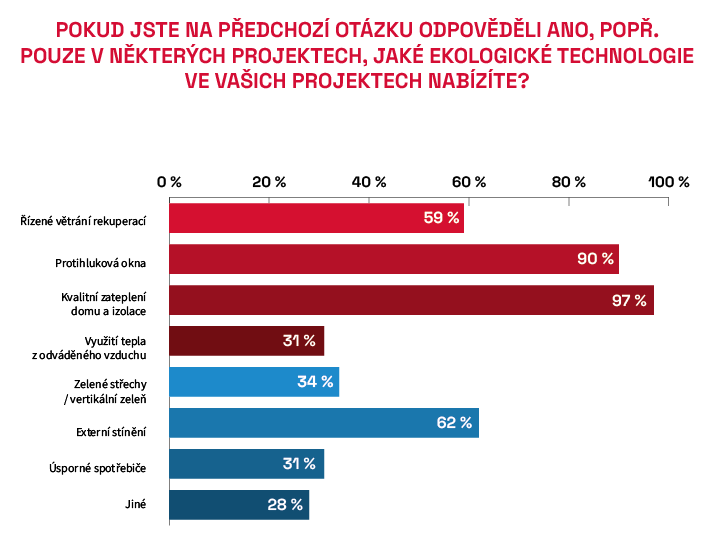 POKUD JSTE NA PŘEDCHOZÍ OTÁZKU ODPOVĚDĚLI ANO, POPŘ.
POUZE V NĚKTERÝCH PROJEKTECH, JAKÉ EKOLOGICKÉ TECHNOLOGIE
VE VAŠICH PROJEKTECH NABÍZÍTE?
0 % 20 % 40 % 60 % 80 % 100 %
Řízené větrání rekuperací 59 %
Protihluková okna 90 %
Kvalitní zateplení
domu a izolace 97 %
Využití tepla
z odváděného vzduchu 31 %
Zelené střechy
/ vertikální zeleň 34 %
Externí stínění 62 %
Úsporné spotřebiče 31 %
Jiné 28 %